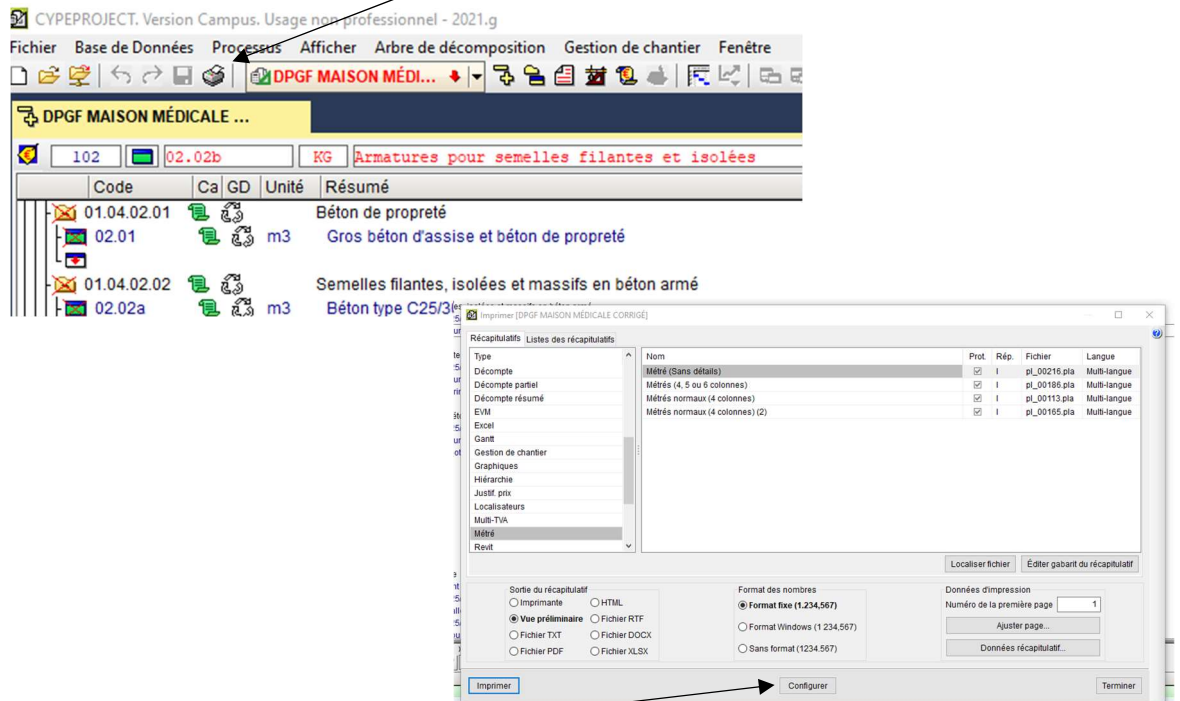 CYPEPROJECT. Version Campus. Usage non professionnel - 2021.g
Fichier Base de Données Processus Afficher Arbre de décomposition Gestion de chantier Fenêtre
DPGF MAISON MÉDI...
DPGF MAISON MÉDICALE ...
102 02.02b KG Armatures pour semelles filantes et isolées
Code Ca GD Unité Résumé
01.04.02.01 Béton de propreté
02.01 m3 Gros béton d'assise et béton de propreté
01.04.02.02 Semelles filantes, isolées et massifs en béton armé
02.02a m3 Béton type C25/3
Imprimer [DPGF MAISON MÉDICALE CORRIGÉ]
Récapitulatifs Listes des récapitulatifs
Type Nom Prot. Rép. Fichier Langue
Décompte Métré (Sans détails) I pl_00216.pla Multi-langue
Décompte partiel Métrés (4, 5 ou 6 colonnes) I pl_00186.pla Multi-langue
Décompte résumé Métrés normaux (4 colonnes) I pl_00113.pla Multi-langue
EVM Métrés normaux (4 colonnes) (2) I pl_00165.pla Multi-langue
Excel
Gantt
Gestion de chantier
Graphiques
Hiérarchie
Justif. prix
Localisateurs
Multi-TVA
Métré
Revit
Localiser fichier Éditer gabarit du récapitulatif
Sortie du récapitulatif Format des nombres Données d'impression
Imprimante HTML Format fixe (1.234,567) Numéro de la première page 1
Vue préliminaire Fichier RTF Format Windows (1 234,567) Ajuster page...
Fichier TXT Fichier DOCX
Fichier PDF Fichier XLSX Sans format (1234.567) Données récapitulatif...
Imprimer Configurer Terminer